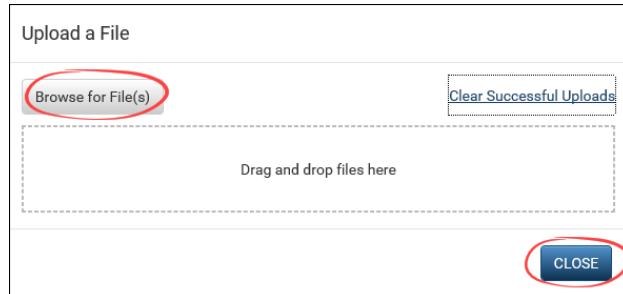 Upload a File
Browse for File(s)
Clear Successful Uploads
Drag and drop files here
CLOSE